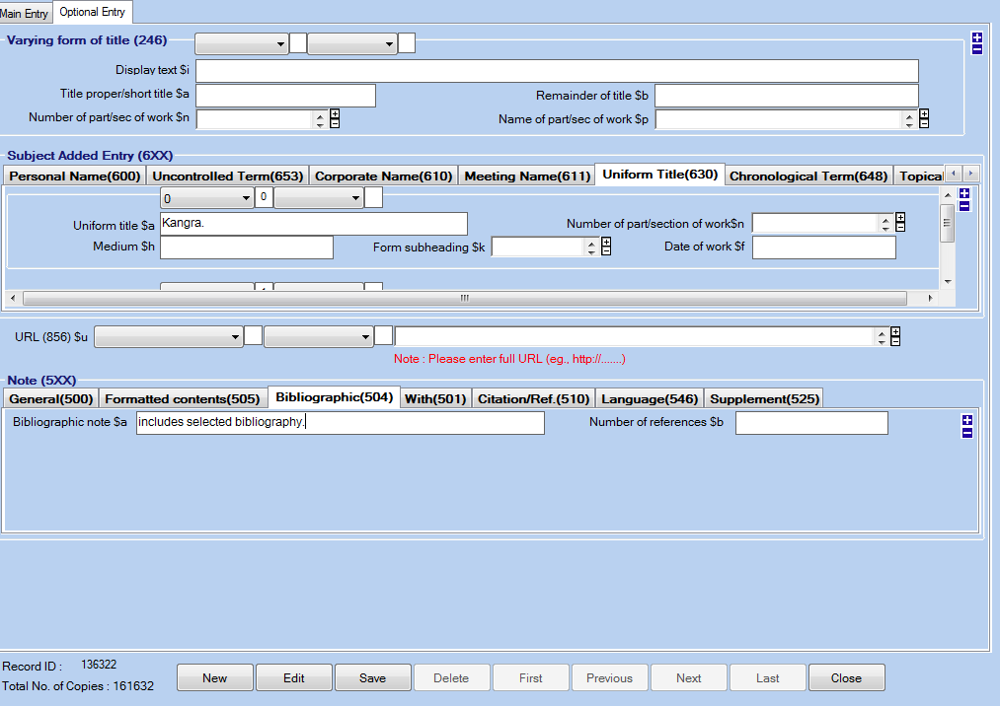 Main Entry Optional Entry
Varying form of title (246)
Display text $i
Title proper/short title $a Remainder of title $b
Number of part/sec of work $n Name of part/sec of work $p
Subject Added Entry (6XX)
Personal Name(600) Uncontrolled Term(653) Corporate Name(610) Meeting Name(611) Uniform Title(630) Chronological Term(648) Topical
0 0
Uniform title $a Kangra. Number of part/section of work$n
Medium $h Form subheading $k Date of work $f
URL (856) $u
Note : Please enter full URL (eg., http://.......)
Note (5XX)
General(500) Formatted contents(505) Bibliographic(504) With(501) Citation/Ref.(510) Language(546) Supplement(525)
Bibliographic note $a includes selected bibliography. Number of references $b
Record ID : 136322
Total No. of Copies : 161632
New Edit Save Delete First Previous Next Last Close